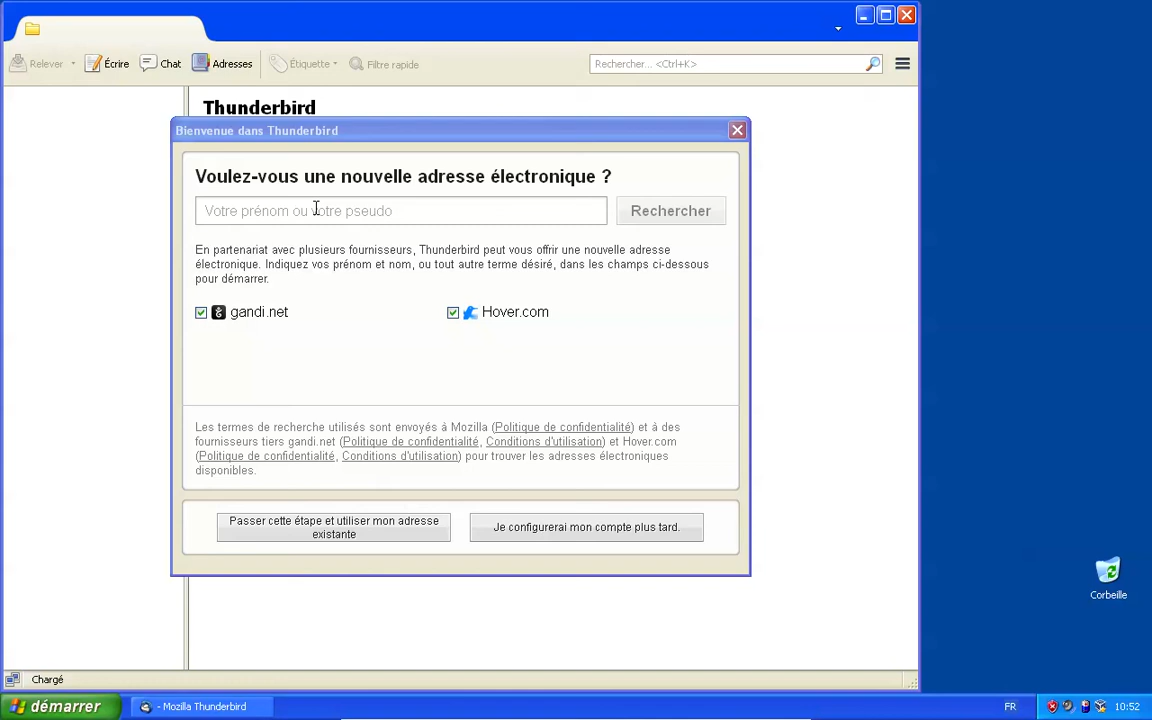 Relever
Écrire
Chat
Adresses
Étiquette
Filtre rapide
Rechercher... <Ctrl+K>
Thunderbird
Bienvenue dans Thunderbird
Voulez-vous une nouvelle adresse électronique ?
Votre prénom ou votre pseudo
Rechercher
En partenariat avec plusieurs fournisseurs, Thunderbird peut vous offrir une nouvelle adresse
électronique. Indiquez vos prénom et nom, ou tout autre terme désiré, dans les champs ci-dessous
pour démarrer.
gandi.net
Hover.com
Les termes de recherche utilisés sont envoyés à Mozilla (Politique de confidentialité) et à des
fournisseurs tiers gandi.net (Politique de confidentialité, Conditions d'utilisation) et Hover.com
(Politique de confidentialité, Conditions d'utilisation) pour trouver les adresses électroniques
disponibles.
Passer cette étape et utiliser mon adresse
existante
Je configurerai mon compte plus tard.
Corbeille
Chargé
démarrer
- Mozilla Thunderbird
FR
10:52